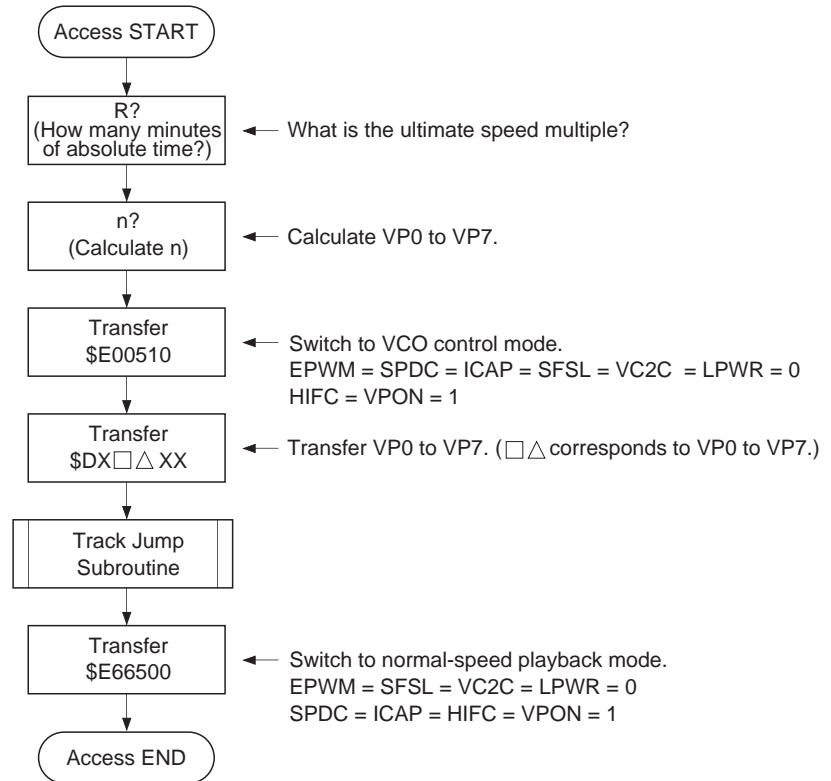 Access START
R?
(How many minutes
of absolute time?)
What is the ultimate speed multiple?
n?
(Calculate n)
Calculate VP0 to VP7.
Transfer
$E00510
Switch to VCO control mode.
EPWM = SPDC = ICAP = SFSL = VC2C = LPWR = 0
HIFC = VPON = 1
Transfer
$DX□△XX
Transfer VP0 to VP7. (□△ corresponds to VP0 to VP7.)
Track Jump
Subroutine
Transfer
$E66500
Switch to normal-speed playback mode.
EPWM = SFSL = VC2C = LPWR = 0
SPDC = ICAP = HIFC = VPON = 1
Access END